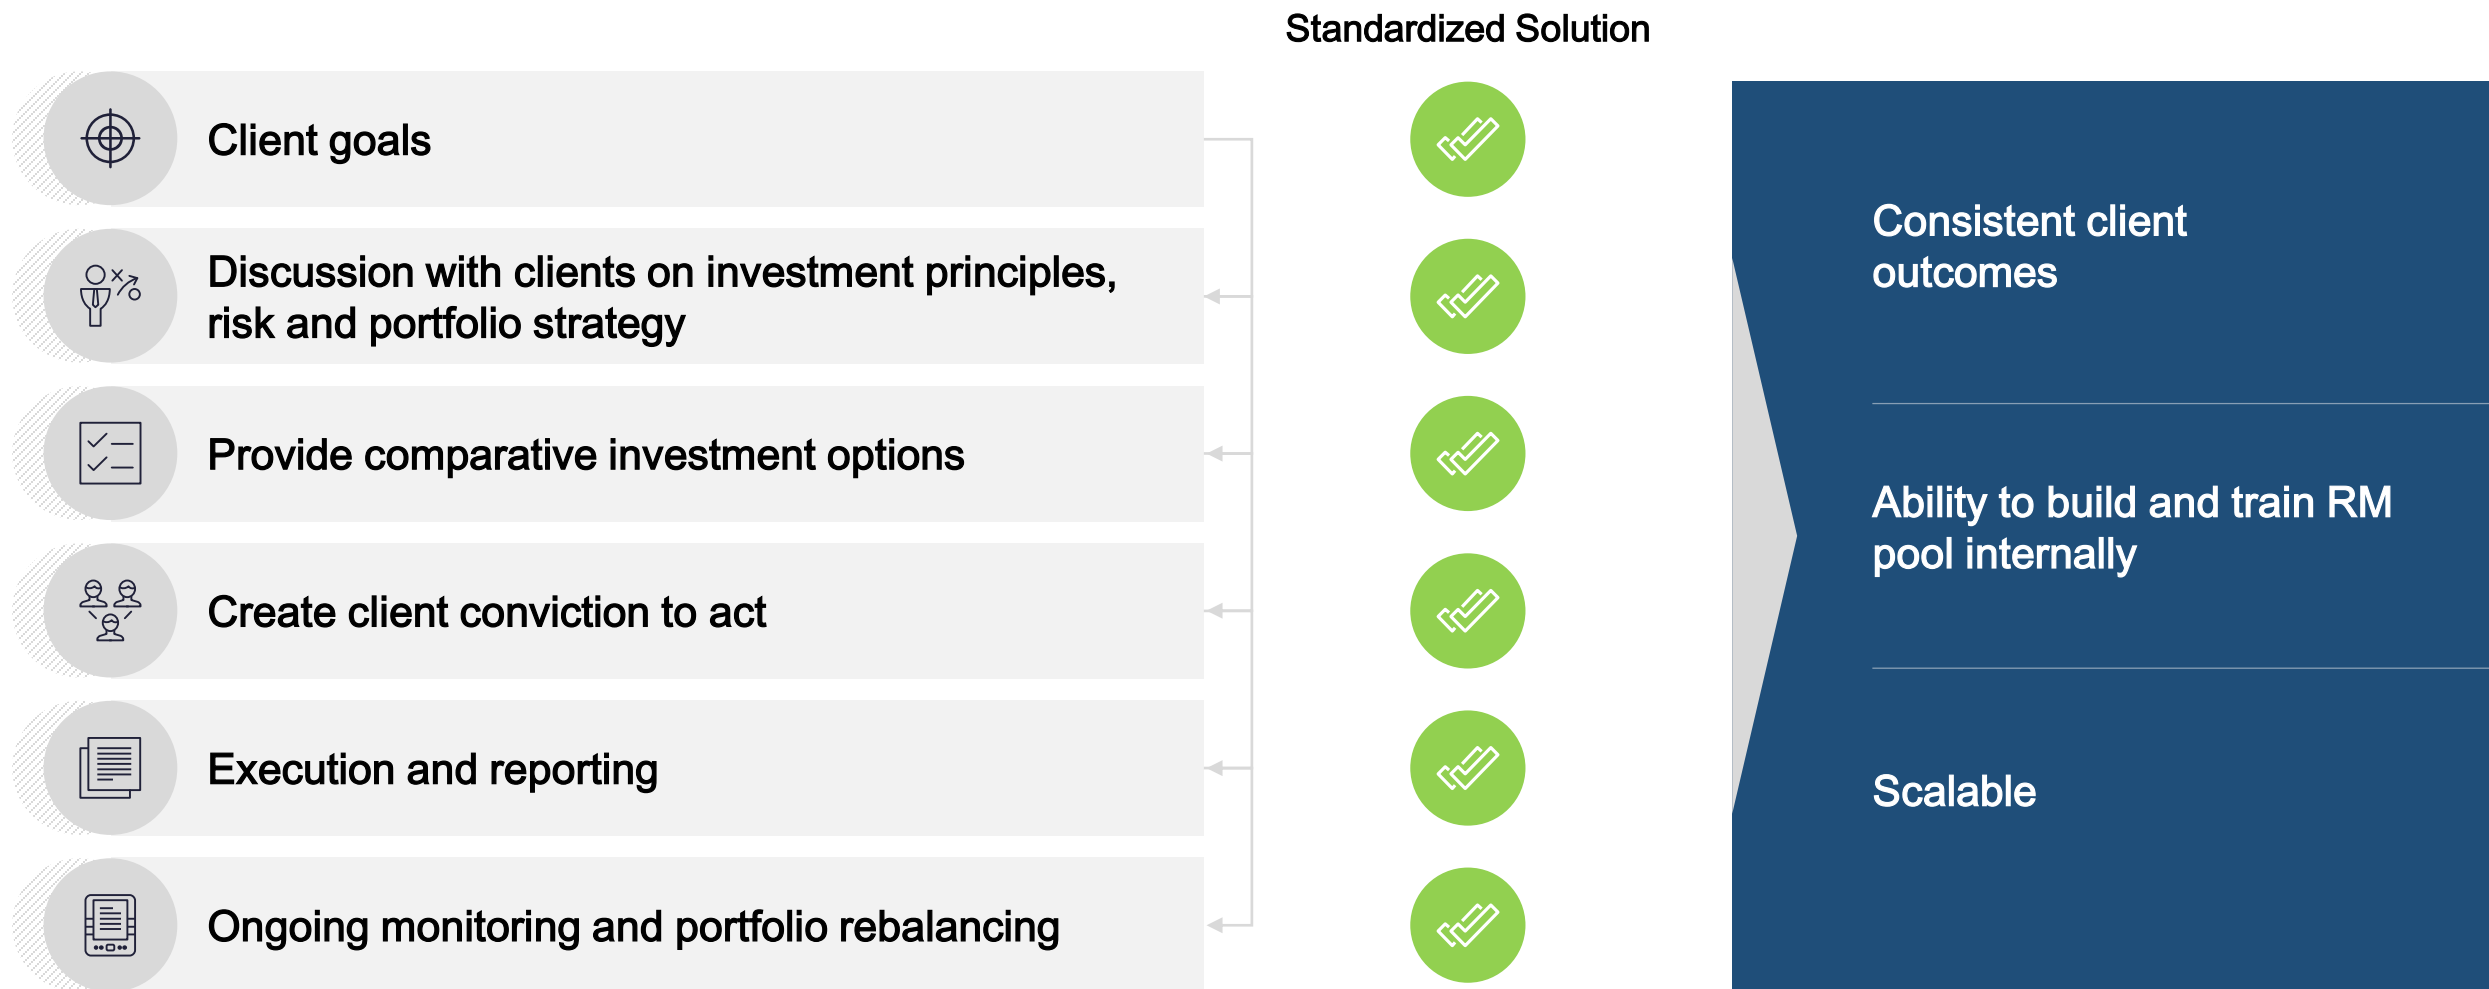 Standardized Solution
Client goals
Discussion with clients on investment principles,
risk and portfolio strategy
Provide comparative investment options
Create client conviction to act
Execution and reporting
Ongoing monitoring and portfolio rebalancing
Consistent client
outcomes
Ability to build and train RM
pool internally
Scalable